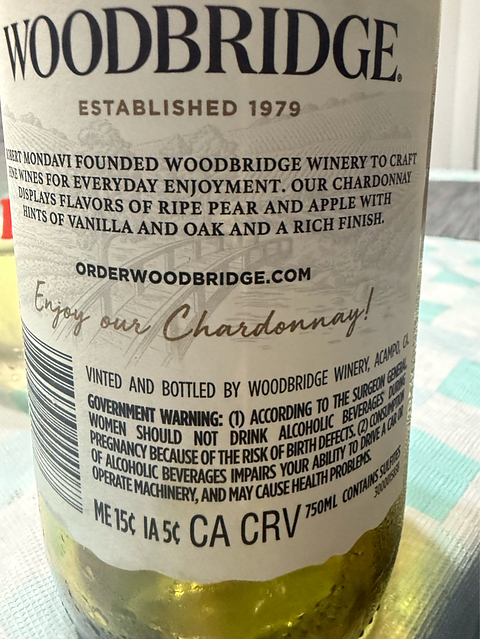 WOODBRIDGE.
ESTABLISHED 1979
MONDAVI FOUNDED WOODBRIDGE WINERY TO CRAFT
WINES FOR EVERYDAY ENJOYMENT. OUR CHARDONNAY
DISPLAYS FLAVORS OF RIPE PEAR AND APPLE WITH
HINTS OF VANILLA AND OAK AND A RICH FINISH.
ORDERWOODBRIDGE.COM
Enjoy our Chardonnay!
VINTED AND BOTTLED BY WOODBRIDGE WINERY, ACAMPO, CA
GOVERNMENT WARNING: (1) ACCORDING TO THE SURGEON GENERAL,
WOMEN SHOULD NOT DRINK ALCOHOLIC BEVERAGES DURING
PREGNANCY BECAUSE OF THE RISK OF BIRTH DEFECTS. (2) CONSUMPTION
OF ALCOHOLIC BEVERAGES IMPAIRS YOUR ABILITY TO DRIVE A CAR OR
OPERATE MACHINERY, AND MAY CAUSE HEALTH PROBLEMS.
ME 15¢ IA 5¢ CA CRV 750ML CONTAINS SULFITES